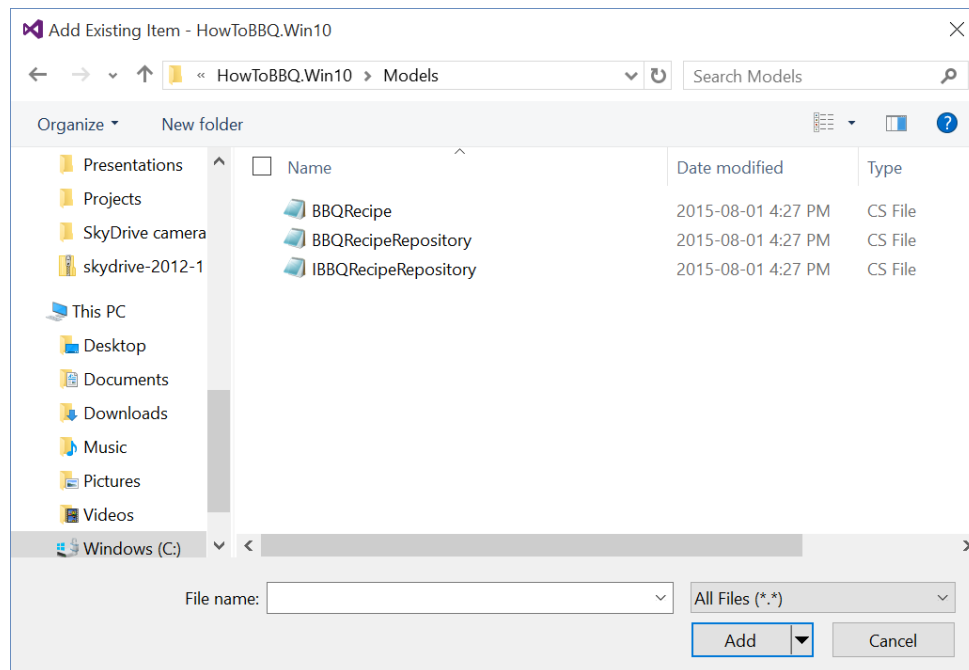 Add Existing Item - HowToBBQ.Win10
« HowToBBQ.Win10 > Models
Search Models
Organize
New folder
?
Presentations
Projects
SkyDrive camera
skydrive-2012-1
This PC
Desktop
Documents
Downloads
Music
Pictures
Videos
Windows (C:)
Name Date modified Type
BBQRecipe 2015-08-01 4:27 PM CS File
BBQRecipeRepository 2015-08-01 4:27 PM CS File
IBBQRecipeRepository 2015-08-01 4:27 PM CS File
File name:
All Files (*.*)
Add
Cancel